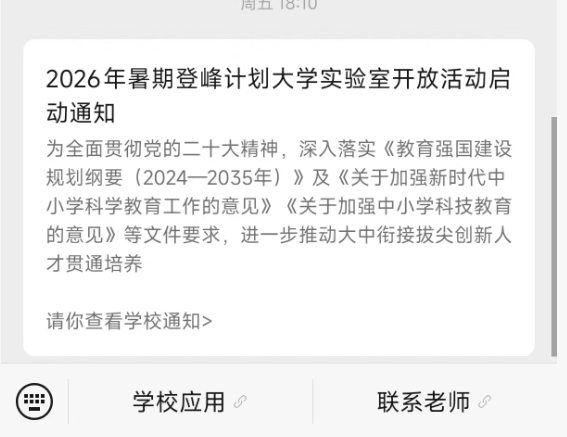 周五 18:10
2026年暑期登峰计划大学实验室开放活动启
动通知
为全面贯彻党的二十大精神，深入落实《教育强国建设
规划纲要（2024—2035年）》及《关于加强新时代中
小学科学教育工作的意见》《关于加强中小学科技教育
的意见》等文件要求，进一步推动大中衔接拔尖创新人
才贯通培养
请你查看学校通知>
学校应用
联系老师